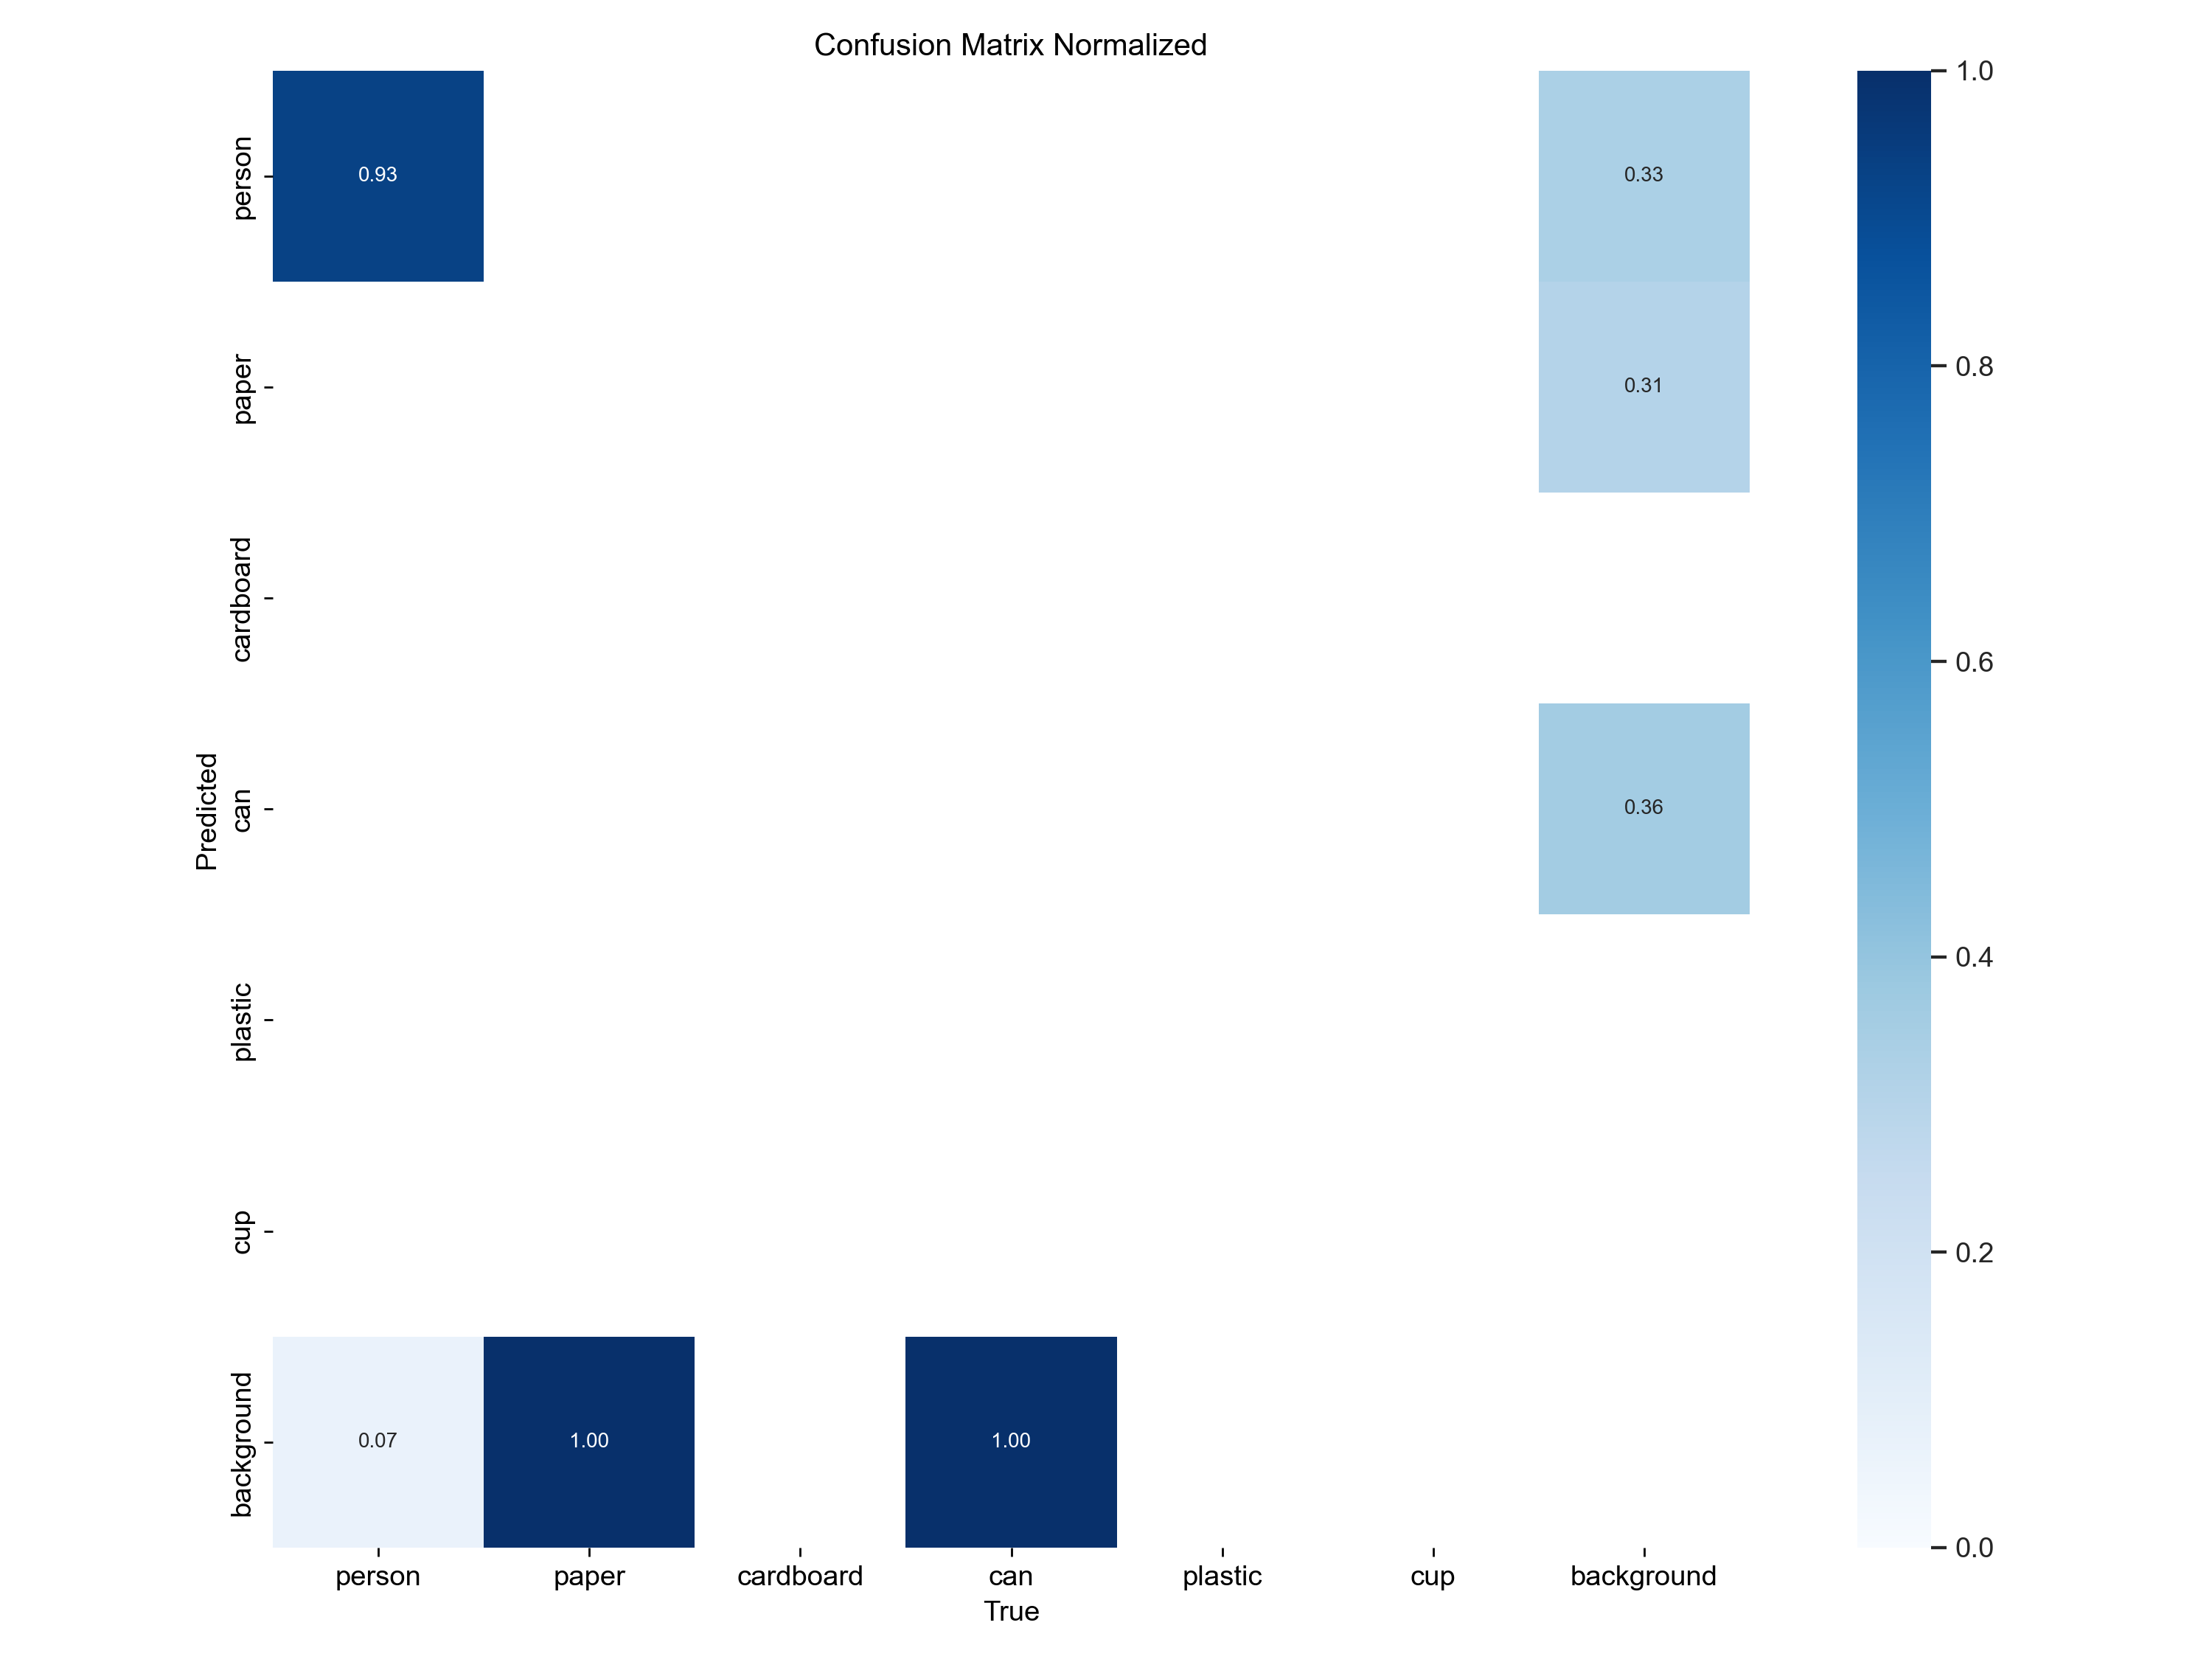 Confusion Matrix Normalized
person
paper
cardboard
can
plastic
cup
background
Predicted
0.93
0.33
0.31
0.36
0.07
1.00
1.00
person
paper
cardboard
can
plastic
cup
background
True
1.0
0.8
0.6
0.4
0.2
0.0